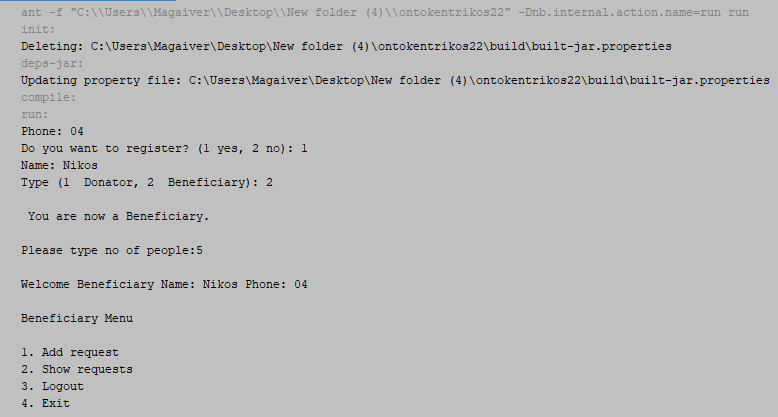 ant -f "C:\\Users\\Magaiver\\Desktop\\New folder (4)\\ontokentrikos22" -Dnb.internal.action.name=run run
init:
Deleting: C:\Users\Magaiver\Desktop\New folder (4)\ontokentrikos22\build\built-jar.properties
deps-jar:
Updating property file: C:\Users\Magaiver\Desktop\New folder (4)\ontokentrikos22\build\built-jar.properties
compile:
run:
Phone: 04
Do you want to register? (1 yes, 2 no): 1
Name: Nikos
Type (1  Donator, 2  Beneficiary): 2
You are now a Beneficiary.
Please type no of people:5
Welcome Beneficiary Name: Nikos Phone: 04
Beneficiary Menu
1. Add request
2. Show requests
3. Logout
4. Exit